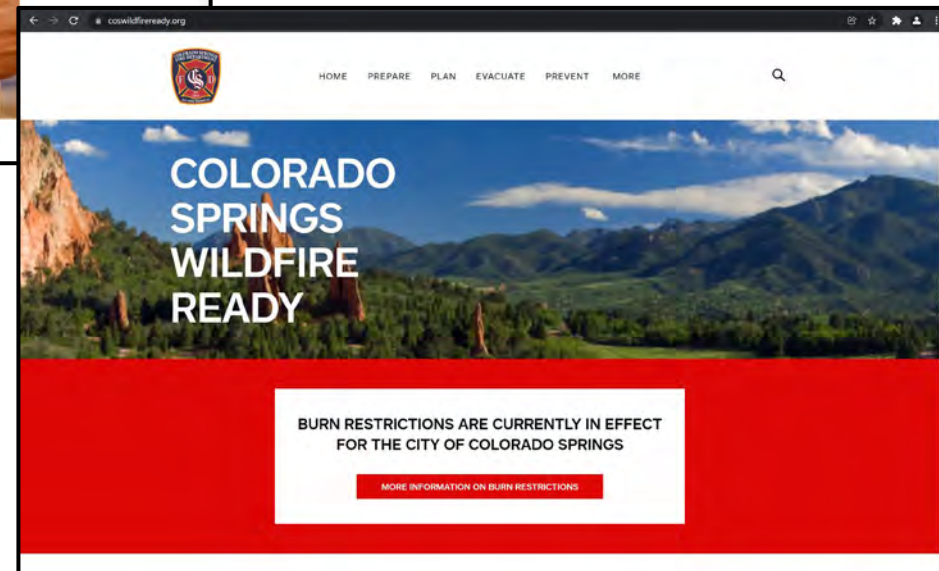 coswildfireready.org
HOME PREPARE PLAN EVACUATE PREVENT MORE
COLORADO
SPRINGS
WILDFIRE
READY
BURN RESTRICTIONS ARE CURRENTLY IN EFFECT
FOR THE CITY OF COLORADO SPRINGS
MORE INFORMATION ON BURN RESTRICTIONS